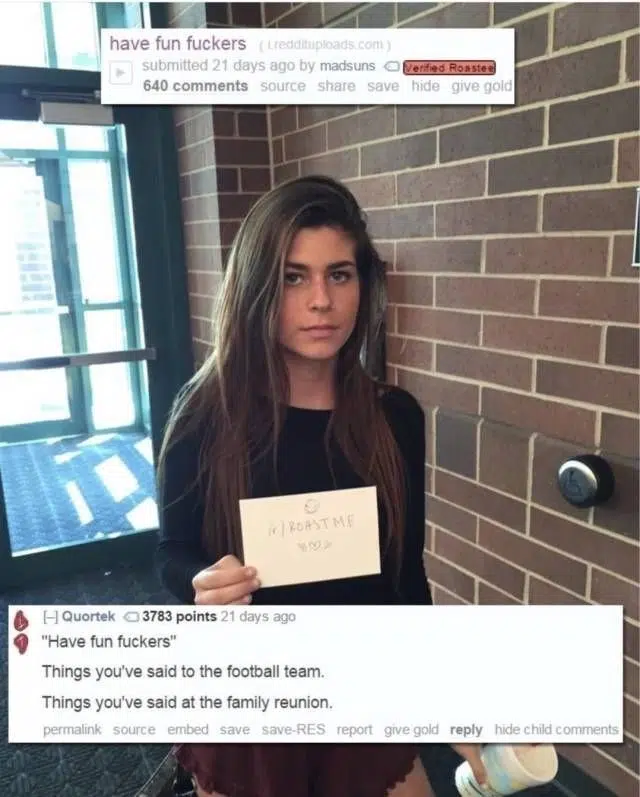 have fun fuckers (i.reddituploads.com)
submitted 21 days ago by madsuns Verified Roastee
640 comments source share save hide give gold
r/ROASTME
[–] Quortek 3783 points 21 days ago
"Have fun fuckers"
Things you've said to the football team.
Things you've said at the family reunion.
permalink source embed save save-RES report give gold reply hide child comments